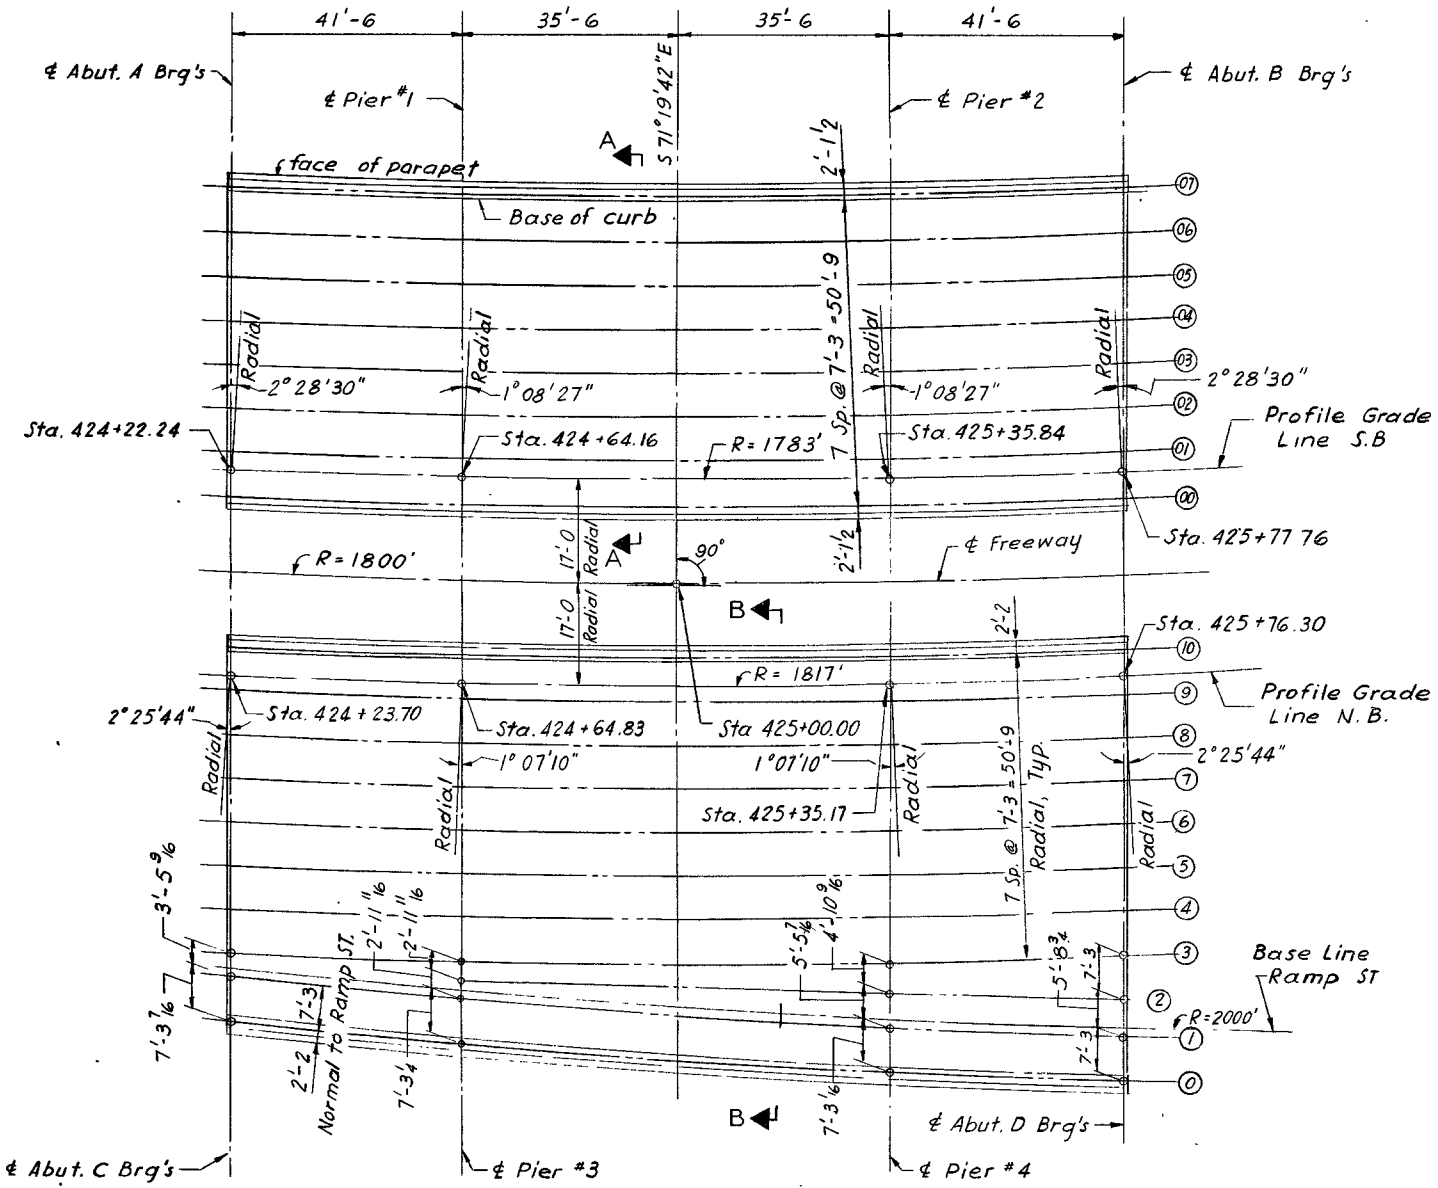 41'-6
35'-6
35'-6
41'-6
℄ Abut. A Brg's
℄ Pier #1
S 71° 19' 42" E
℄ Pier #2
℄ Abut. B Brg's
A
2'-1½
face of parapet
Base of curb
07
06
05
04
03
02
01
00
7 Sp. @ 7'-3 = 50'-9
Radial
Radial
Radial
Radial
2° 28' 30"
1° 08' 27"
1° 08' 27"
2° 28' 30"
Sta. 424+22.24
Sta. 424+64.16
R = 1783'
Sta. 425+35.84
Profile Grade
Line S.B
17'-0
Radial
A
90°
2'-1½
Sta. 425+77.76
R = 1800'
℄ Freeway
17'-0
Radial
B
2'-2
Sta. 425+76.30
10
9
8
7
6
5
4
3
2
1
0
R = 1817'
Profile Grade
Line N.B.
2° 25' 44"
Sta. 424+23.70
Sta. 424+64.83
Sta 425+00.00
1° 07' 10"
1° 07' 10"
2° 25' 44"
Radial
Radial
Radial
Radial
Sta. 425+35.17
7 Sp. @ 7'-3 = 50'-9
Radial, Typ.
3'-5 9/16
7'-3 7/16
2'-2
7'-3
Normal to Ramp ST.
2'-11 11/16
2'-11 11/16
7'-3¼
5'-5 7/16
4'-10 9/16
7'-3 1/16
5'-8¾
7'-3
7'-3
Base Line
Ramp ST
R = 2000'
B
℄ Abut. D Brg's
℄ Abut. C Brg's
℄ Pier #3
℄ Pier #4